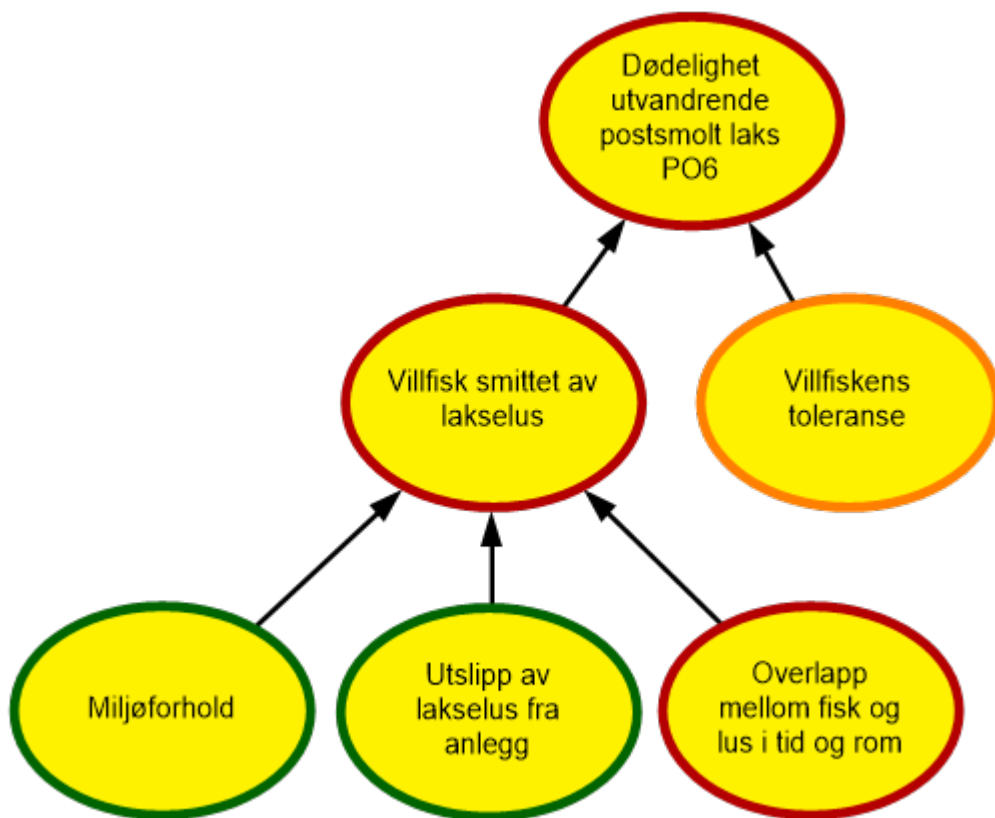 Dødelighet
utvandrende
postsmolt laks
PO6
Villfisk smittet av
lakselus
Villfiskens
toleranse
Miljøforhold
Utslipp av
lakselus fra
anlegg
Overlapp
mellom fisk og
lus i tid og rom